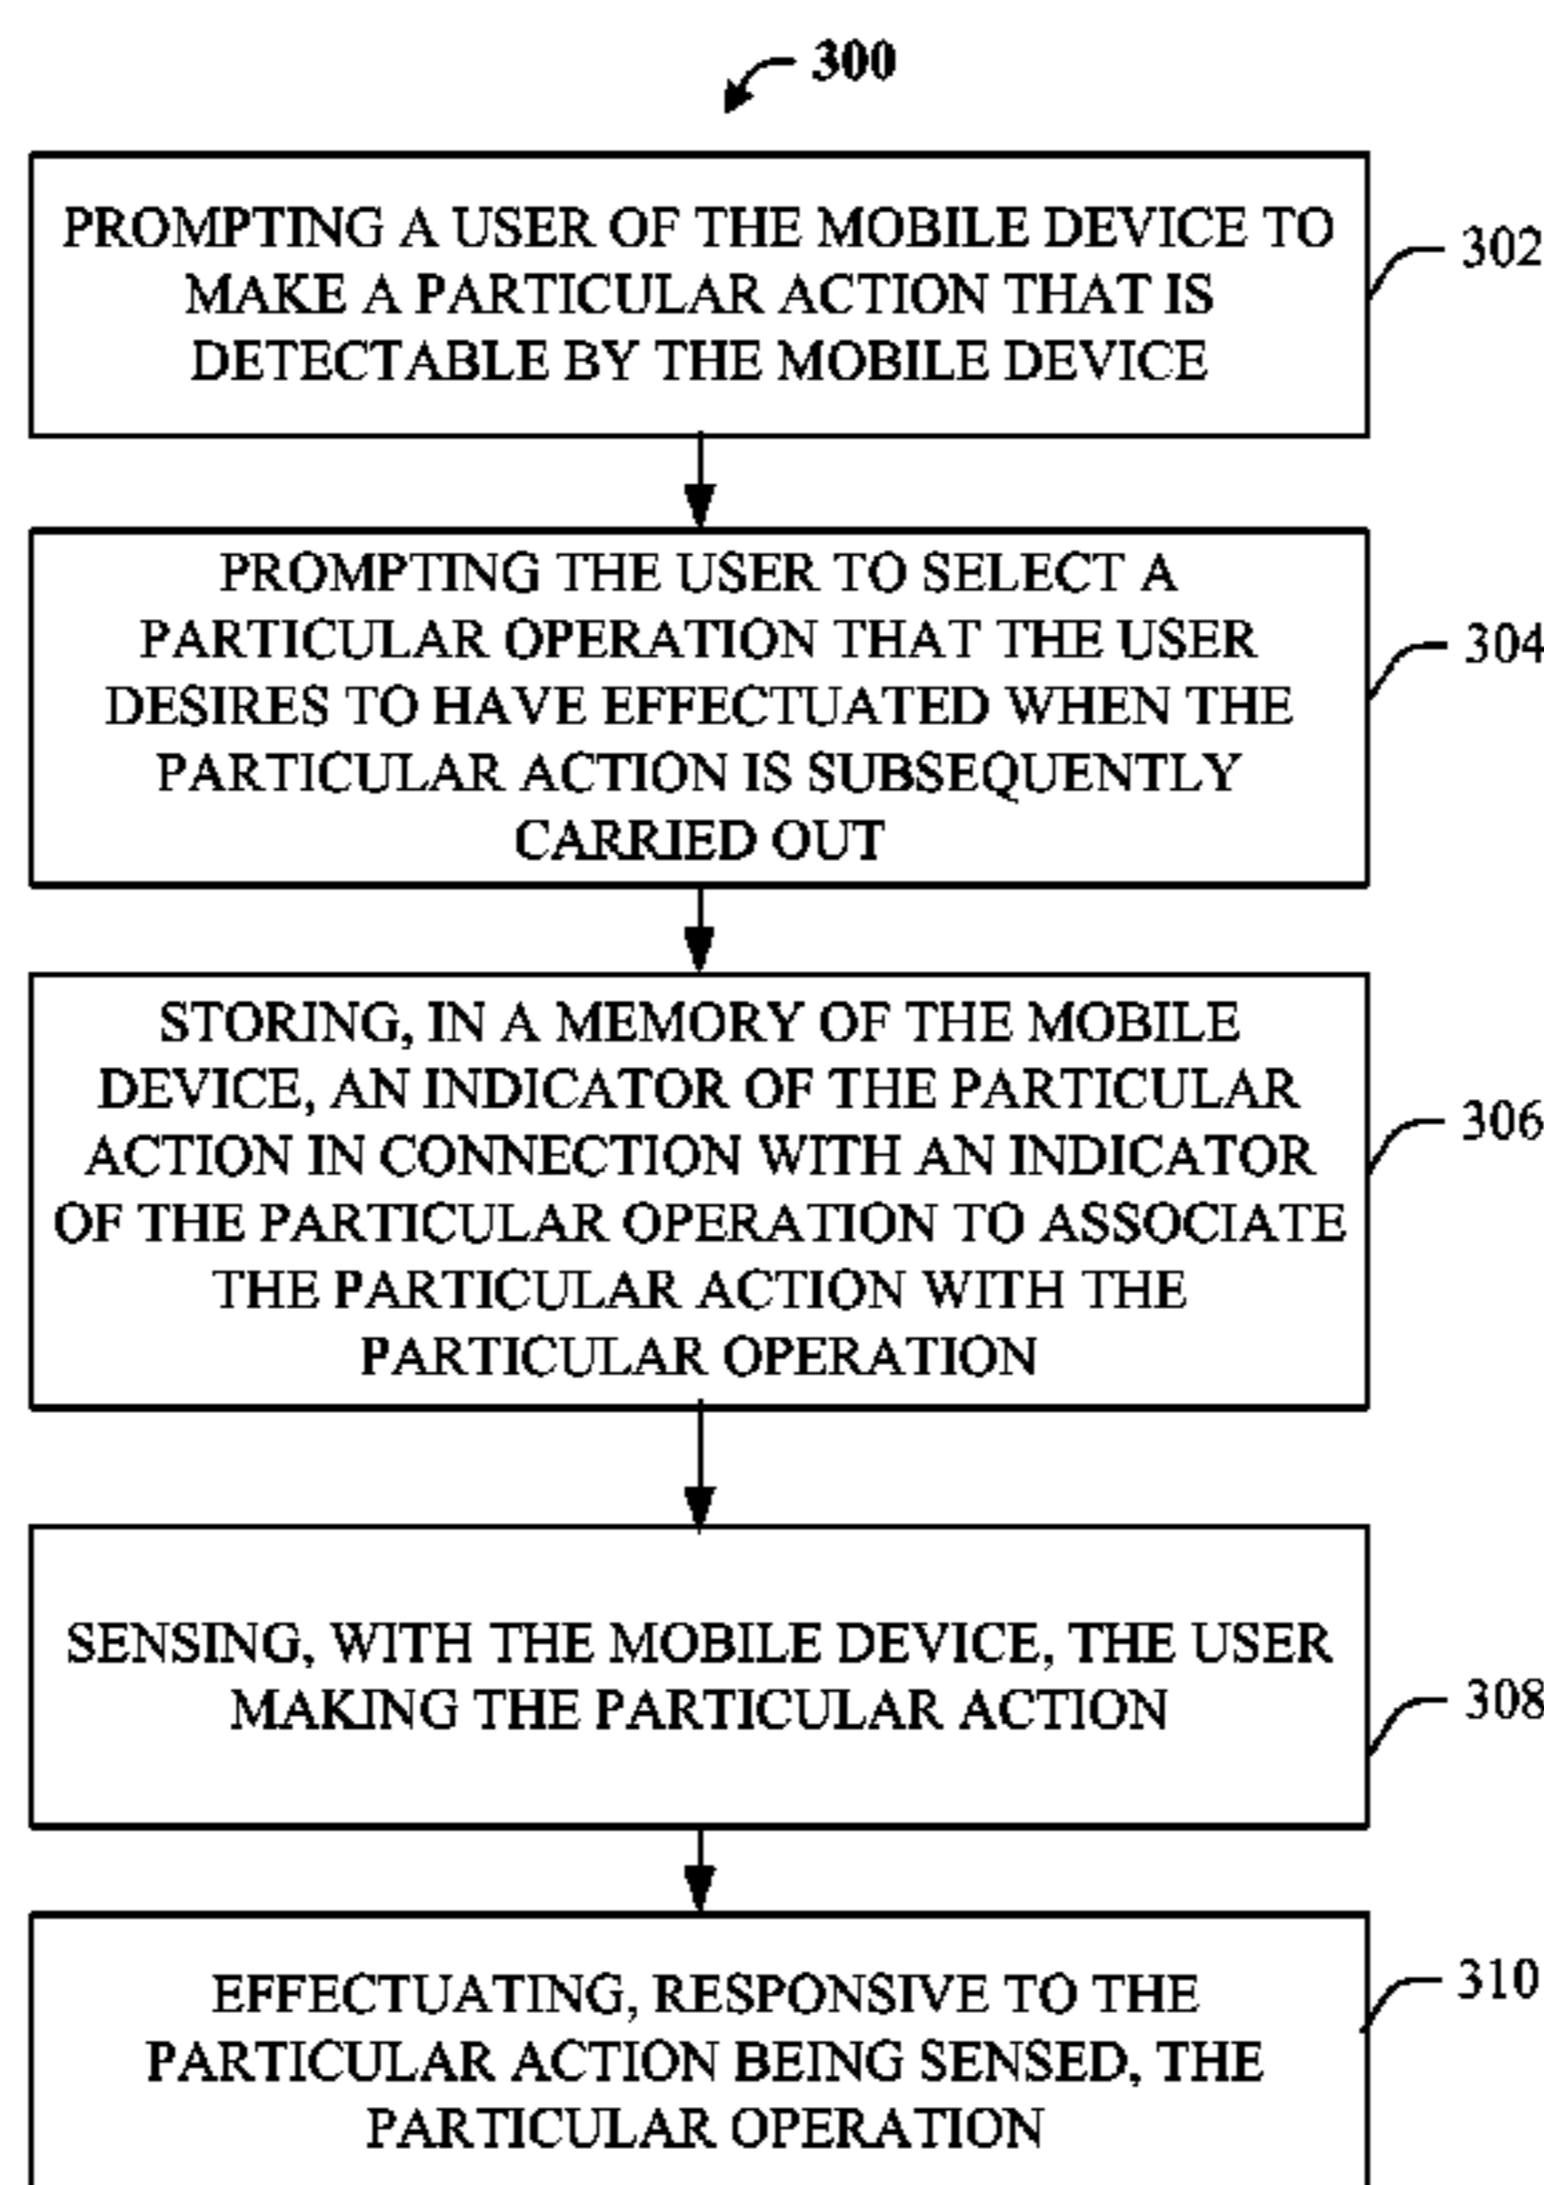 300
PROMPTING A USER OF THE MOBILE DEVICE TO
MAKE A PARTICULAR ACTION THAT IS
DETECTABLE BY THE MOBILE DEVICE
302
PROMPTING THE USER TO SELECT A
PARTICULAR OPERATION THAT THE USER
DESIRES TO HAVE EFFECTUATED WHEN THE
PARTICULAR ACTION IS SUBSEQUENTLY
CARRIED OUT
304
STORING, IN A MEMORY OF THE MOBILE
DEVICE, AN INDICATOR OF THE PARTICULAR
ACTION IN CONNECTION WITH AN INDICATOR
OF THE PARTICULAR OPERATION TO ASSOCIATE
THE PARTICULAR ACTION WITH THE
PARTICULAR OPERATION
306
SENSING, WITH THE MOBILE DEVICE, THE USER
MAKING THE PARTICULAR ACTION
308
EFFECTUATING, RESPONSIVE TO THE
PARTICULAR ACTION BEING SENSED, THE
PARTICULAR OPERATION
310